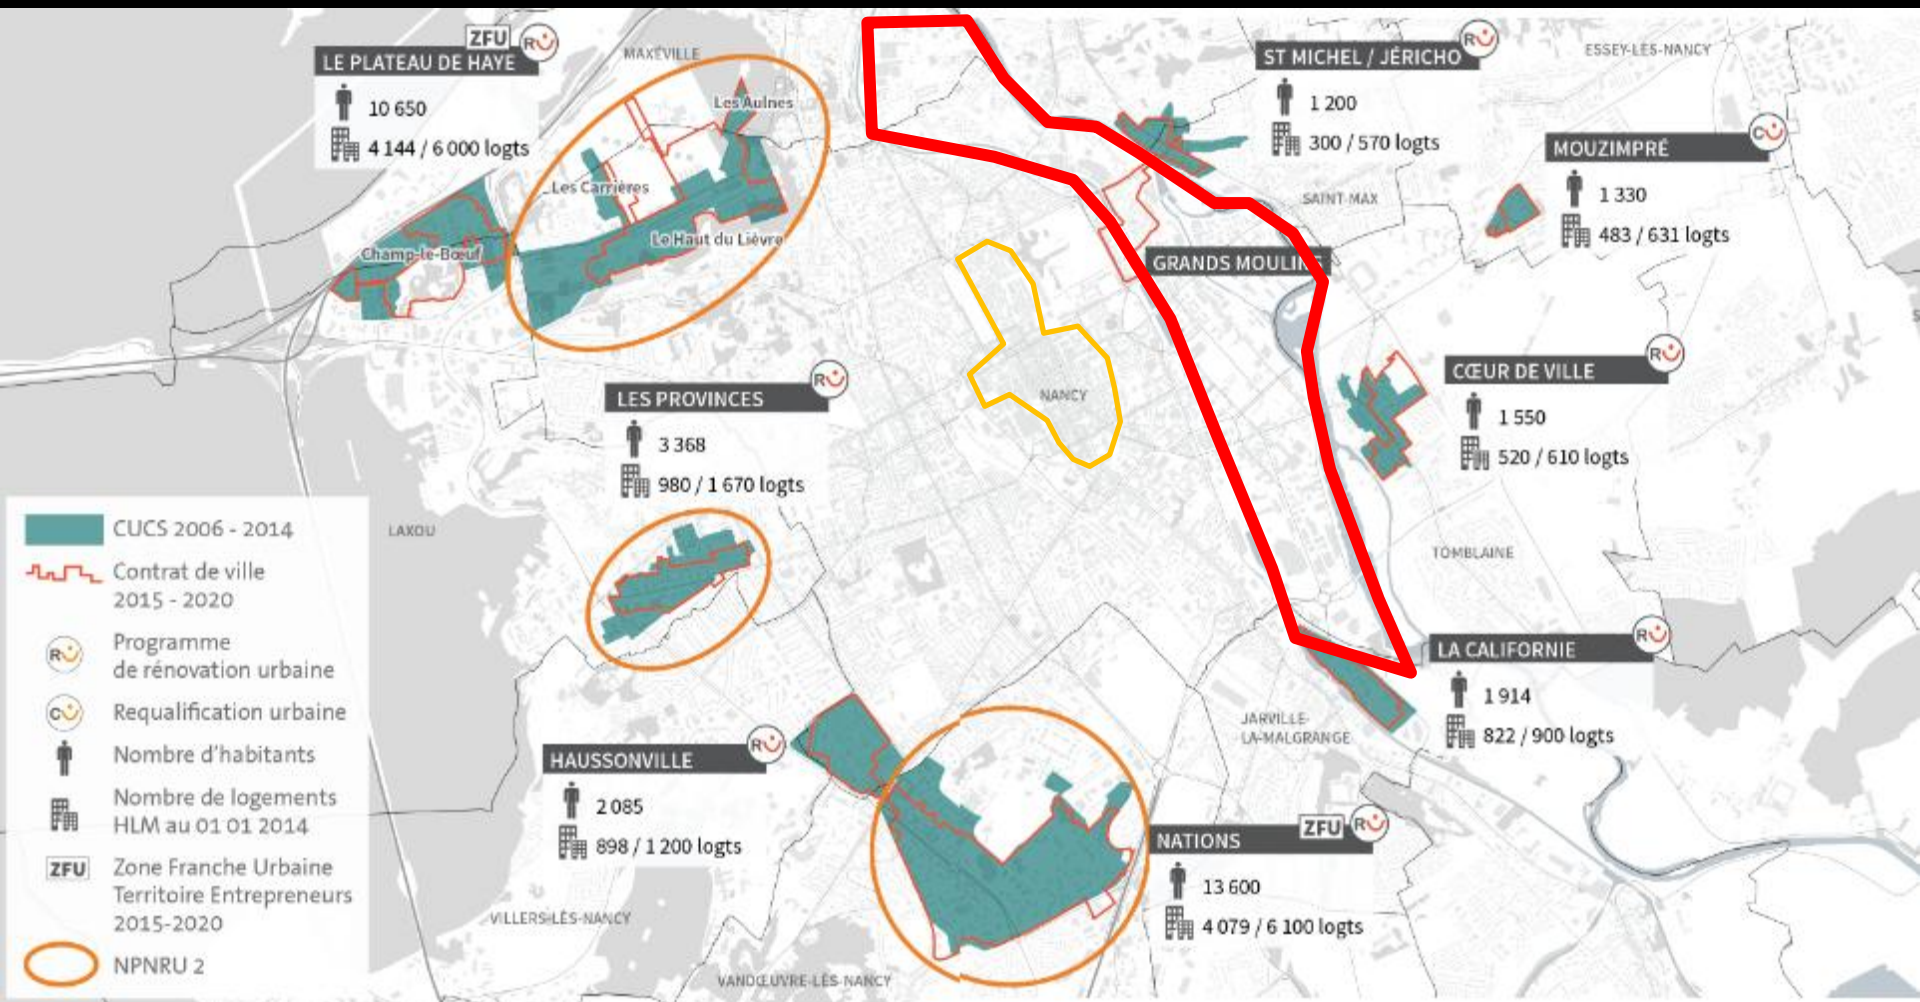 ZFU
R
LE PLATEAU DE HAYE
10 650
4 144 / 6 000 logts
MAXÉVILLE
Les Aulnes
Les Carrières
Le Haut du Lièvre
Champ-le-Bœuf
R
ST MICHEL / JÉRICHO
1 200
300 / 570 logts
ESSEY-LÈS-NANCY
C
MOUZIMPRÉ
1 330
483 / 631 logts
SAINT-MAX
GRANDS MOULINS
R
LES PROVINCES
3 368
980 / 1 670 logts
NANCY
R
CŒUR DE VILLE
1 550
520 / 610 logts
LAXOU
TOMBLAINE
R
LA CALIFORNIE
1 914
822 / 900 logts
JARVILLE-
LA-MALGRANGE
R
HAUSSONVILLE
2 085
898 / 1 200 logts
ZFU
R
NATIONS
13 600
4 079 / 6 100 logts
VILLERS-LÈS-NANCY
VANDŒUVRE-LÈS-NANCY
CUCS 2006 - 2014
Contrat de ville
2015 - 2020
R
Programme
de rénovation urbaine
C
Requalification urbaine
Nombre d'habitants
Nombre de logements
HLM au 01 01 2014
ZFU
Zone Franche Urbaine
Territoire Entrepreneurs
2015-2020
NPNRU 2